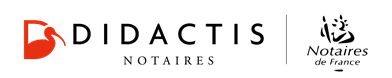 DIDACTIS
NOTAIRES
Notaires
de France